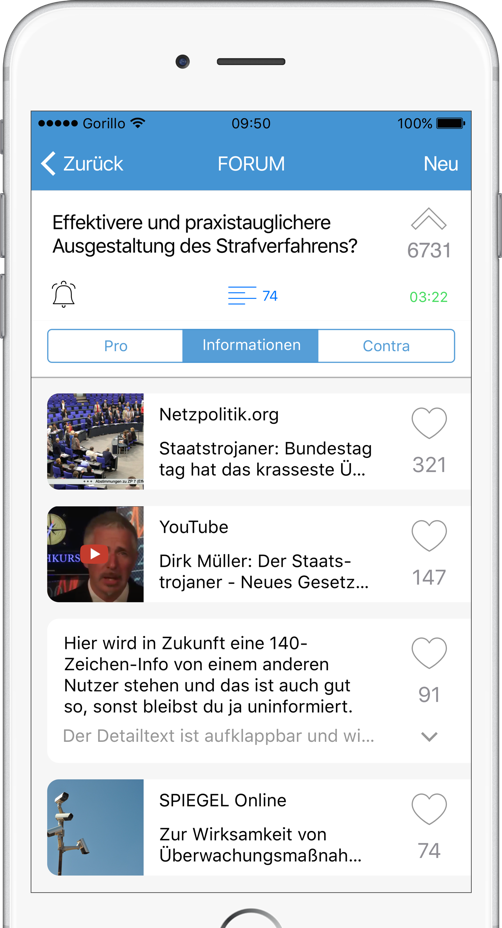 Gorillo 09:50 100%
Zurück FORUM Neu
Effektivere und praxistauglichere
Ausgestaltung des Strafverfahrens?
6731
74
03:22
Pro Informationen Contra
Netzpolitik.org
Staatstrojaner: Bundestag
tag hat das krasseste Ü...
321
YouTube
Dirk Müller: Der Staats-
trojaner - Neues Gesetz...
147
HKURS
Hier wird in Zukunft eine 140-
Zeichen-Info von einem anderen
Nutzer stehen und das ist auch gut
so, sonst bleibst du ja uninformiert.
91
Der Detailtext ist aufklappbar und wi...
SPIEGEL Online
Zur Wirksamkeit von
Überwachungsmaßnah...
74